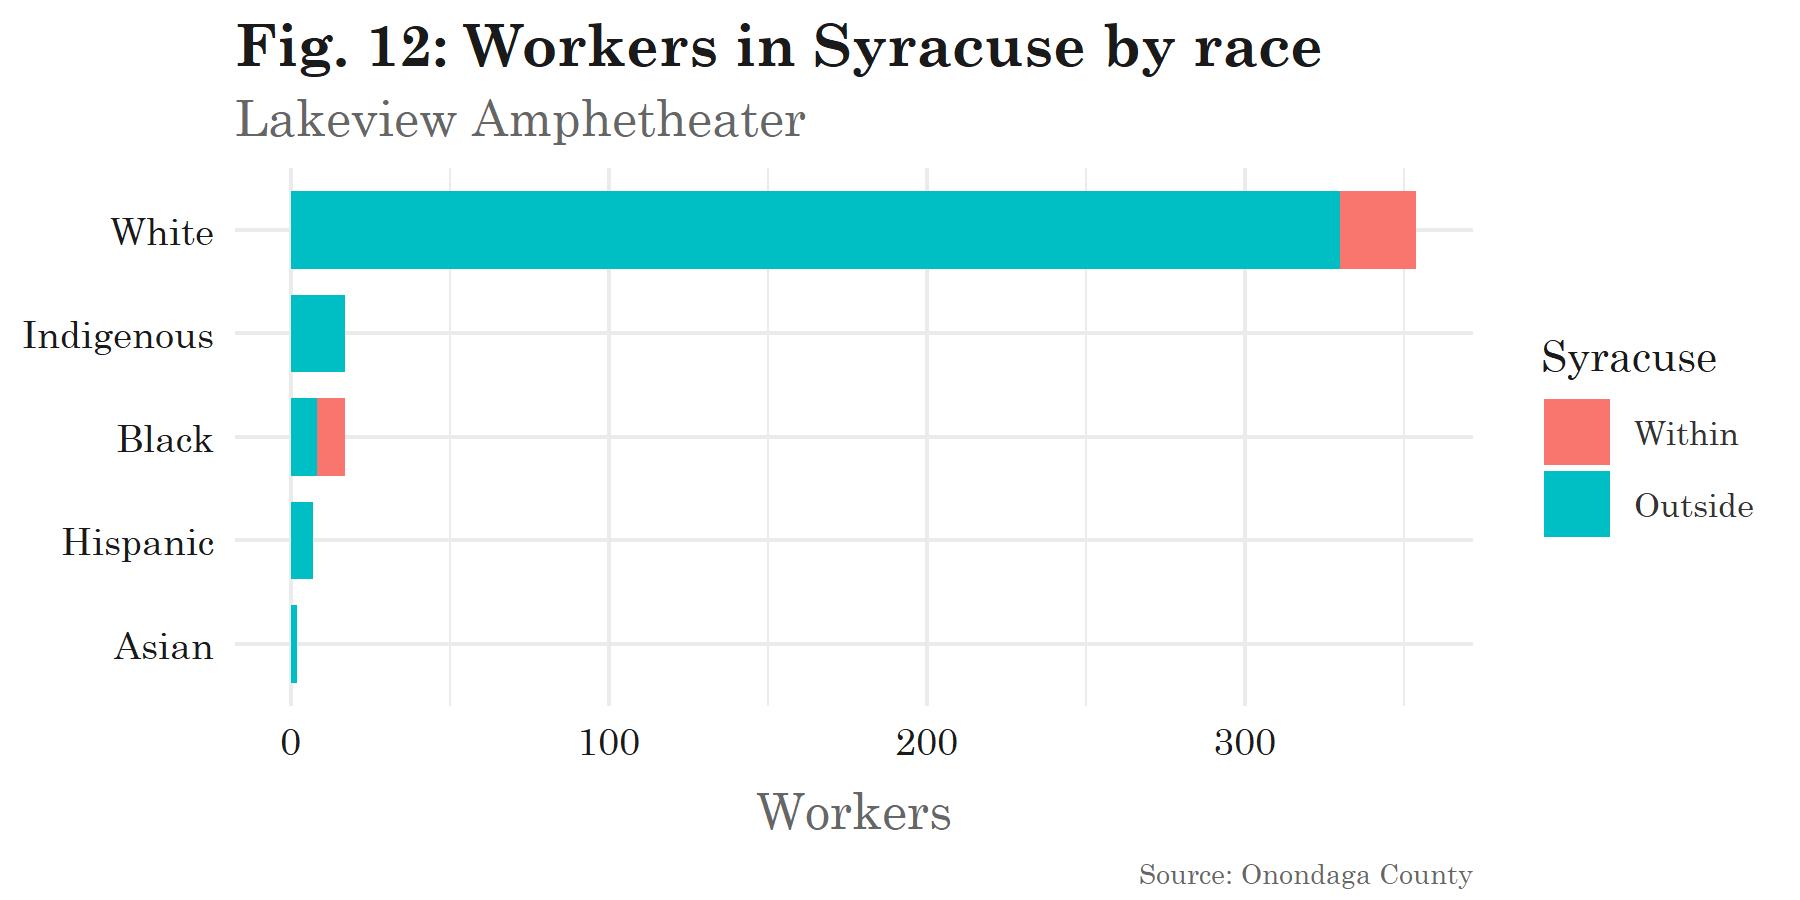 Fig. 12: Workers in Syracuse by race
Lakeview Amphetheater
White
Indigenous
Black
Hispanic
Asian
0 100 200 300
Workers
Syracuse
Within
Outside
Source: Onondaga County